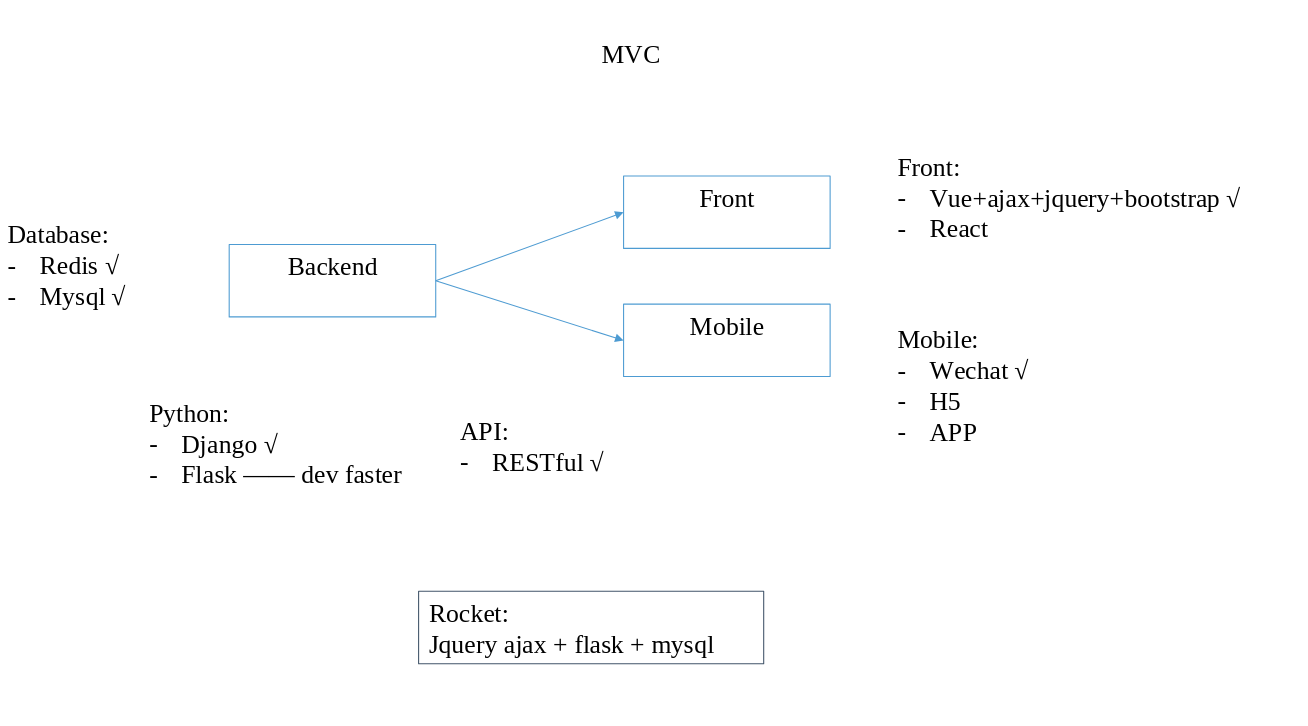 MVC
Database:
- Redis √
- Mysql √
Backend
Front
Mobile
Front:
- Vue+ajax+jquery+bootstrap √
- React
Mobile:
- Wechat √
- H5
- APP
Python:
- Django √
- Flask —— dev faster
API:
- RESTful √
Rocket:
Jquery ajax + flask + mysql